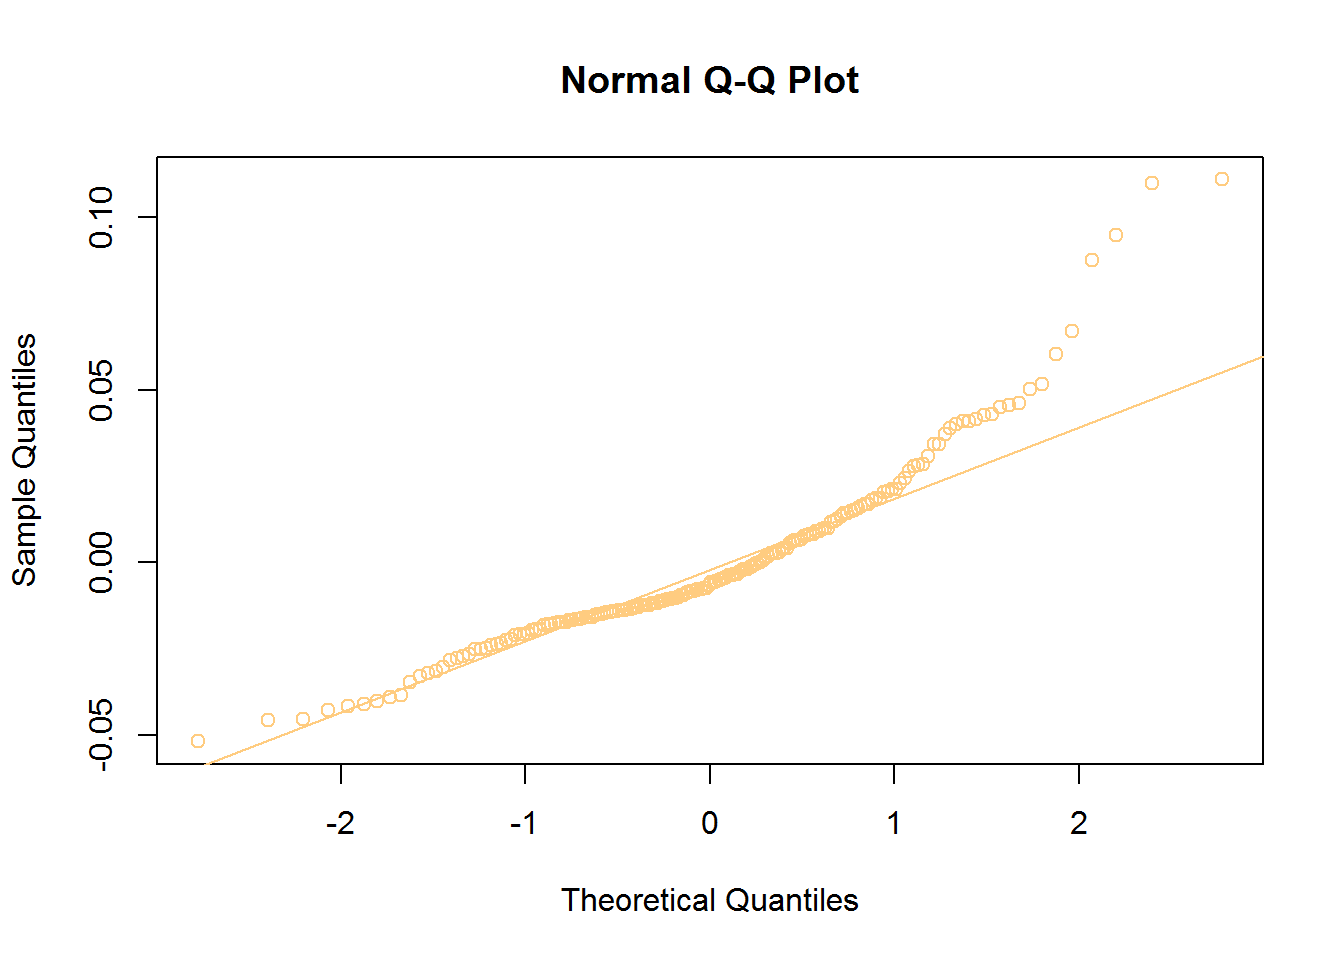 Normal Q-Q Plot
0.10
0.05
0.00
-0.05
Sample Quantiles
-2 -1 0 1 2
Theoretical Quantiles